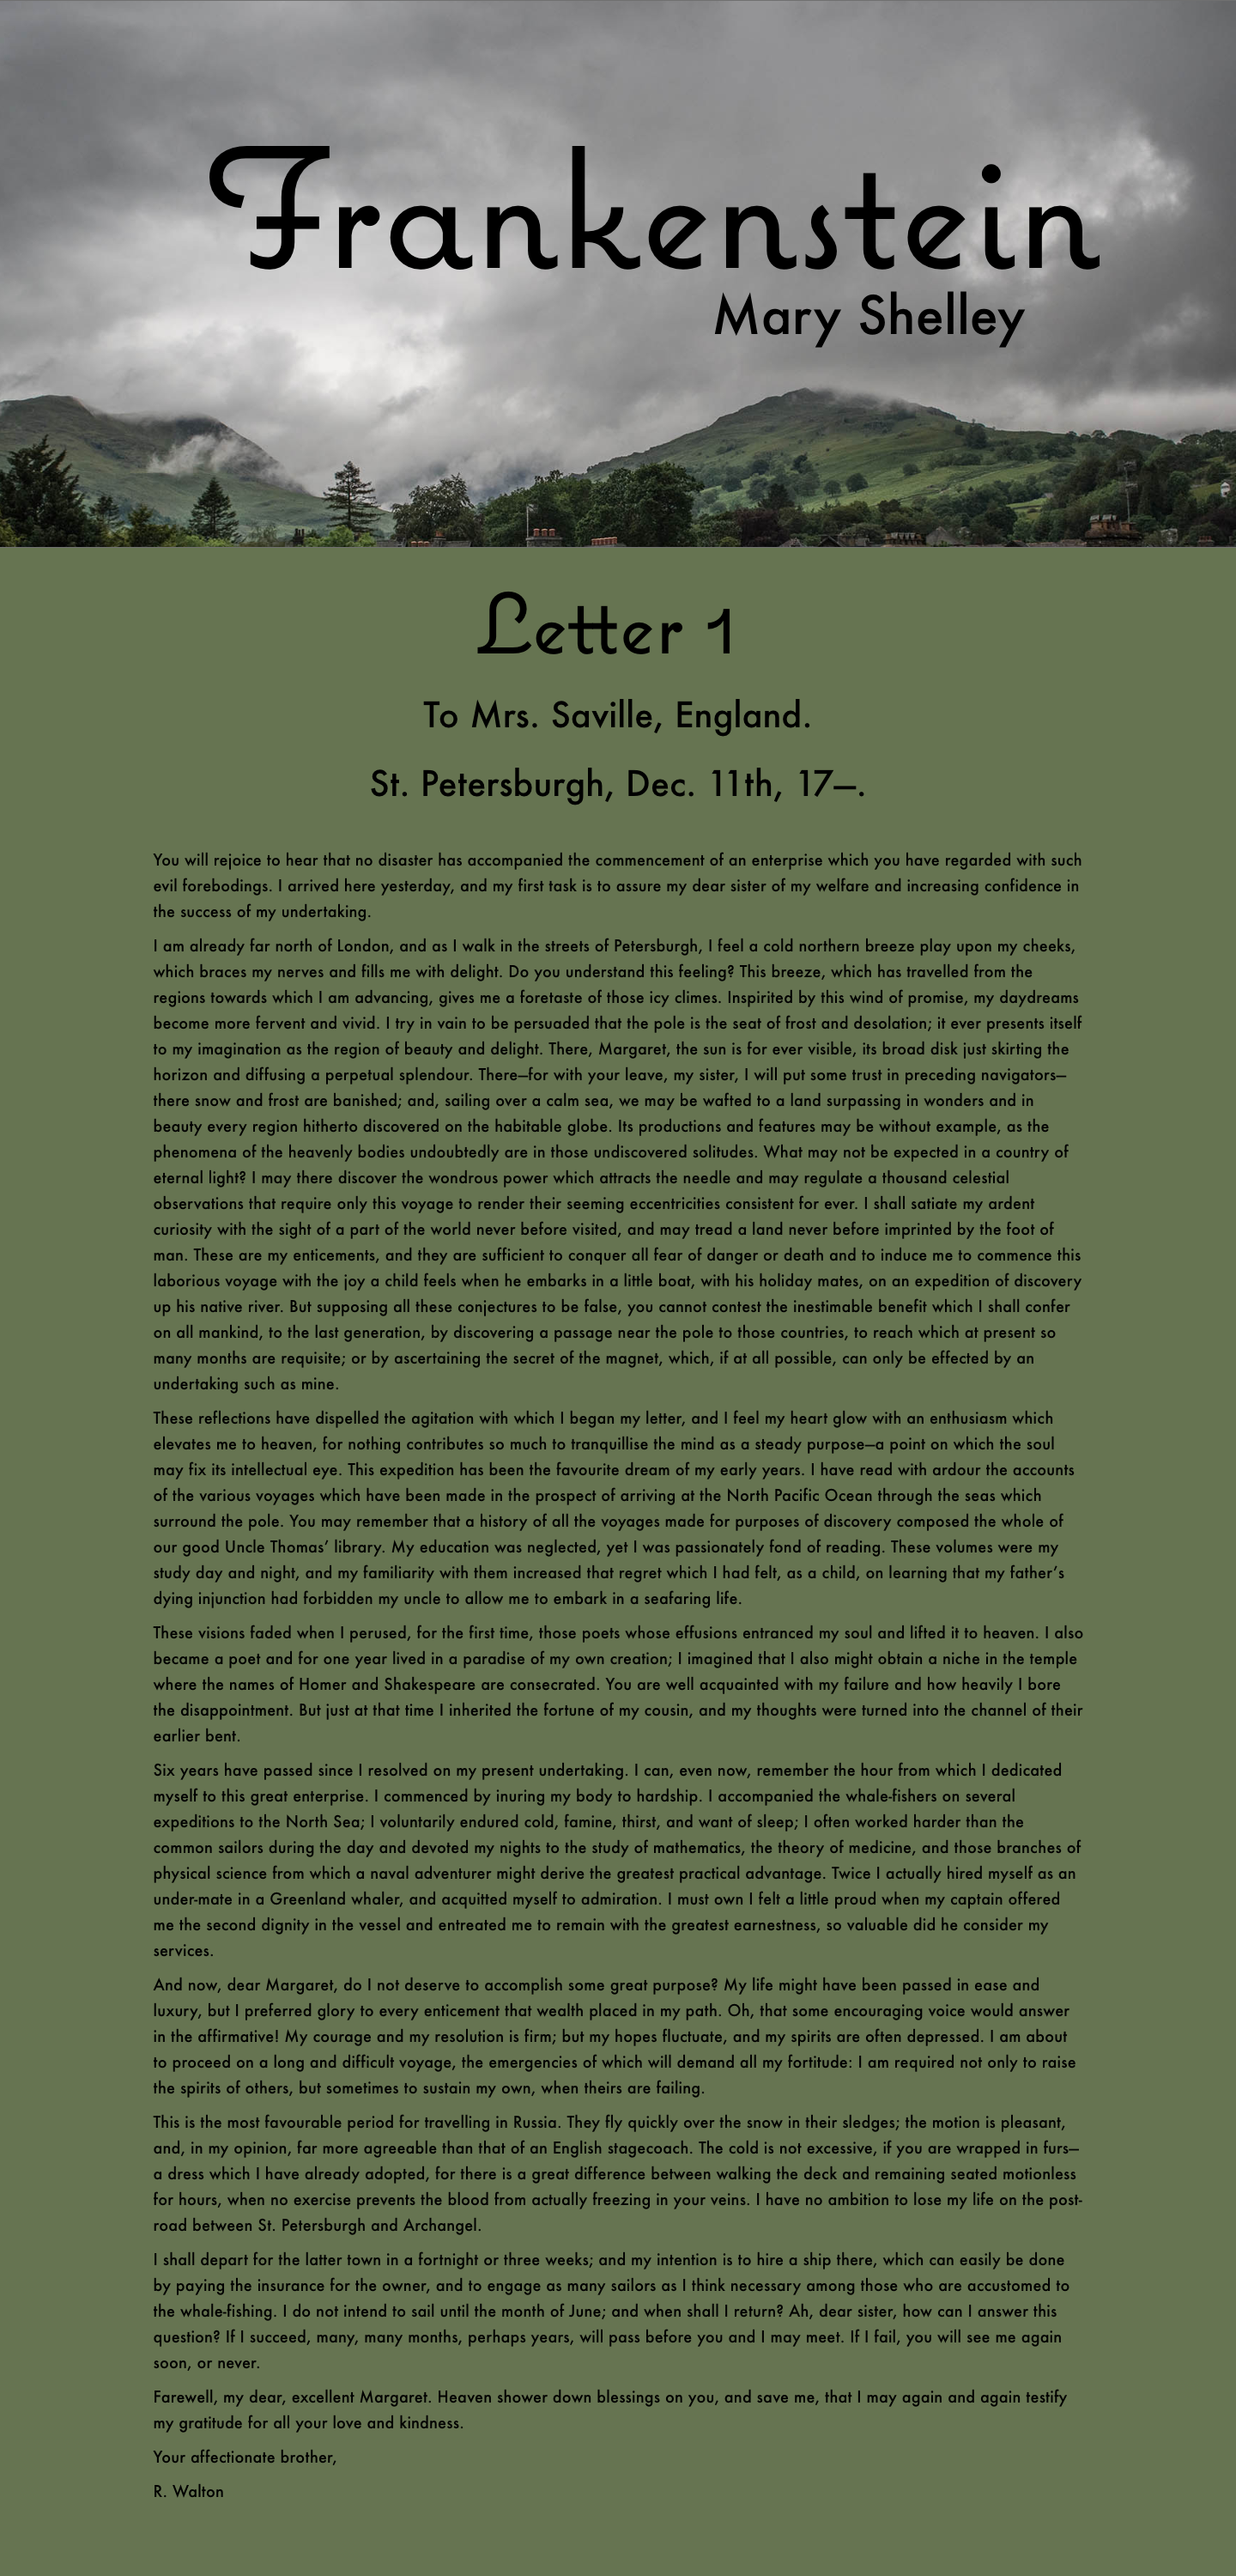 Frankenstein
Mary Shelley
Letter 1
To Mrs. Saville, England.
St. Petersburgh, Dec. 11th, 17—.
You will rejoice to hear that no disaster has accompanied the commencement of an enterprise which you have regarded with such
evil forebodings. I arrived here yesterday, and my first task is to assure my dear sister of my welfare and increasing confidence in
the success of my undertaking.
I am already far north of London, and as I walk in the streets of Petersburgh, I feel a cold northern breeze play upon my cheeks,
which braces my nerves and fills me with delight. Do you understand this feeling? This breeze, which has travelled from the
regions towards which I am advancing, gives me a foretaste of those icy climes. Inspirited by this wind of promise, my daydreams
become more fervent and vivid. I try in vain to be persuaded that the pole is the seat of frost and desolation; it ever presents itself
to my imagination as the region of beauty and delight. There, Margaret, the sun is for ever visible, its broad disk just skirting the
horizon and diffusing a perpetual splendour. There—for with your leave, my sister, I will put some trust in preceding navigators—
there snow and frost are banished; and, sailing over a calm sea, we may be wafted to a land surpassing in wonders and in
beauty every region hitherto discovered on the habitable globe. Its productions and features may be without example, as the
phenomena of the heavenly bodies undoubtedly are in those undiscovered solitudes. What may not be expected in a country of
eternal light? I may there discover the wondrous power which attracts the needle and may regulate a thousand celestial
observations that require only this voyage to render their seeming eccentricities consistent for ever. I shall satiate my ardent
curiosity with the sight of a part of the world never before visited, and may tread a land never before imprinted by the foot of
man. These are my enticements, and they are sufficient to conquer all fear of danger or death and to induce me to commence this
laborious voyage with the joy a child feels when he embarks in a little boat, with his holiday mates, on an expedition of discovery
up his native river. But supposing all these conjectures to be false, you cannot contest the inestimable benefit which I shall confer
on all mankind, to the last generation, by discovering a passage near the pole to those countries, to reach which at present so
many months are requisite; or by ascertaining the secret of the magnet, which, if at all possible, can only be effected by an
undertaking such as mine.
These reflections have dispelled the agitation with which I began my letter, and I feel my heart glow with an enthusiasm which
elevates me to heaven, for nothing contributes so much to tranquillise the mind as a steady purpose—a point on which the soul
may fix its intellectual eye. This expedition has been the favourite dream of my early years. I have read with ardour the accounts
of the various voyages which have been made in the prospect of arriving at the North Pacific Ocean through the seas which
surround the pole. You may remember that a history of all the voyages made for purposes of discovery composed the whole of
our good Uncle Thomas’ library. My education was neglected, yet I was passionately fond of reading. These volumes were my
study day and night, and my familiarity with them increased that regret which I had felt, as a child, on learning that my father’s
dying injunction had forbidden my uncle to allow me to embark in a seafaring life.
These visions faded when I perused, for the first time, those poets whose effusions entranced my soul and lifted it to heaven. I also
became a poet and for one year lived in a paradise of my own creation; I imagined that I also might obtain a niche in the temple
where the names of Homer and Shakespeare are consecrated. You are well acquainted with my failure and how heavily I bore
the disappointment. But just at that time I inherited the fortune of my cousin, and my thoughts were turned into the channel of their
earlier bent.
Six years have passed since I resolved on my present undertaking. I can, even now, remember the hour from which I dedicated
myself to this great enterprise. I commenced by inuring my body to hardship. I accompanied the whale-fishers on several
expeditions to the North Sea; I voluntarily endured cold, famine, thirst, and want of sleep; I often worked harder than the
common sailors during the day and devoted my nights to the study of mathematics, the theory of medicine, and those branches of
physical science from which a naval adventurer might derive the greatest practical advantage. Twice I actually hired myself as an
under-mate in a Greenland whaler, and acquitted myself to admiration. I must own I felt a little proud when my captain offered
me the second dignity in the vessel and entreated me to remain with the greatest earnestness, so valuable did he consider my
services.
And now, dear Margaret, do I not deserve to accomplish some great purpose? My life might have been passed in ease and
luxury, but I preferred glory to every enticement that wealth placed in my path. Oh, that some encouraging voice would answer
in the affirmative! My courage and my resolution is firm; but my hopes fluctuate, and my spirits are often depressed. I am about
to proceed on a long and difficult voyage, the emergencies of which will demand all my fortitude: I am required not only to raise
the spirits of others, but sometimes to sustain my own, when theirs are failing.
This is the most favourable period for travelling in Russia. They fly quickly over the snow in their sledges; the motion is pleasant,
and, in my opinion, far more agreeable than that of an English stagecoach. The cold is not excessive, if you are wrapped in furs—
a dress which I have already adopted, for there is a great difference between walking the deck and remaining seated motionless
for hours, when no exercise prevents the blood from actually freezing in your veins. I have no ambition to lose my life on the post-
road between St. Petersburgh and Archangel.
I shall depart for the latter town in a fortnight or three weeks; and my intention is to hire a ship there, which can easily be done
by paying the insurance for the owner, and to engage as many sailors as I think necessary among those who are accustomed to
the whale-fishing. I do not intend to sail until the month of June; and when shall I return? Ah, dear sister, how can I answer this
question? If I succeed, many, many months, perhaps years, will pass before you and I may meet. If I fail, you will see me again
soon, or never.
Farewell, my dear, excellent Margaret. Heaven shower down blessings on you, and save me, that I may again and again testify
my gratitude for all your love and kindness.
Your affectionate brother,
R. Walton